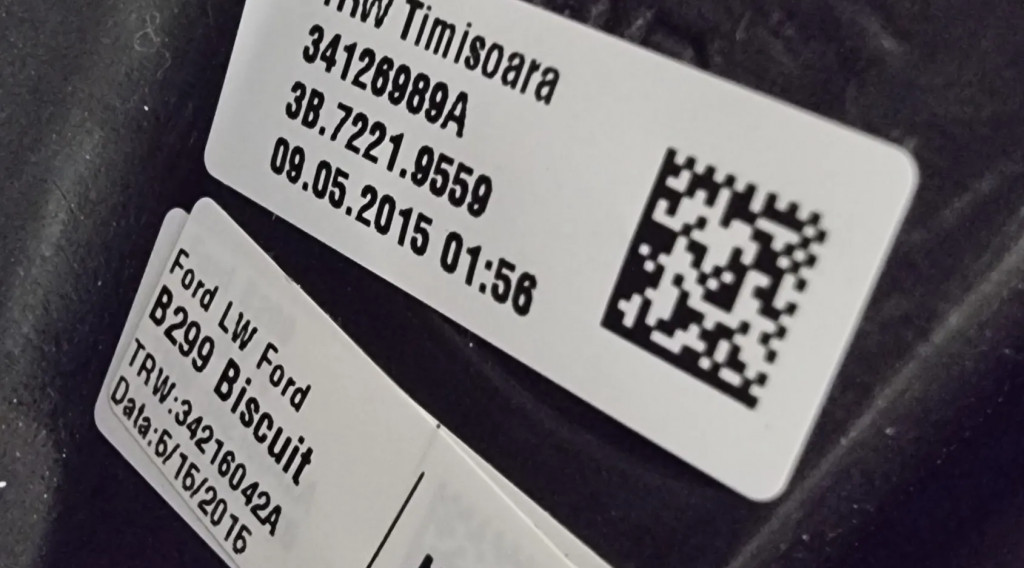 TRW Timisoara
34126989A
3B.7221.9559
09.05.2015 01:56
Ford LW Ford
B299 Biscuit
TRW:34216042A
Data:5/16/2016